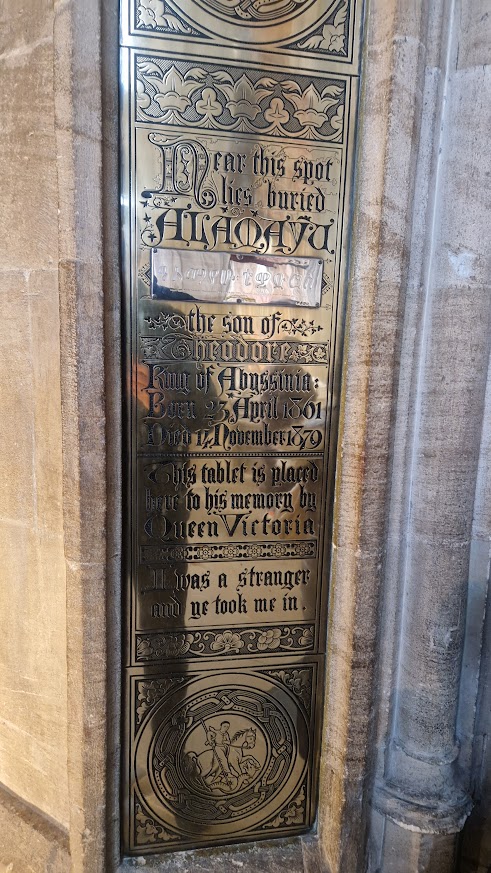 Near this spot
lies buried
ALAMAYU
the son of
Theodore
King of Abyssinia:
Born 23 April 1861
Died 14 November 1879
This tablet is placed
here to his memory by
Queen Victoria
I was a stranger
and ye took me in.